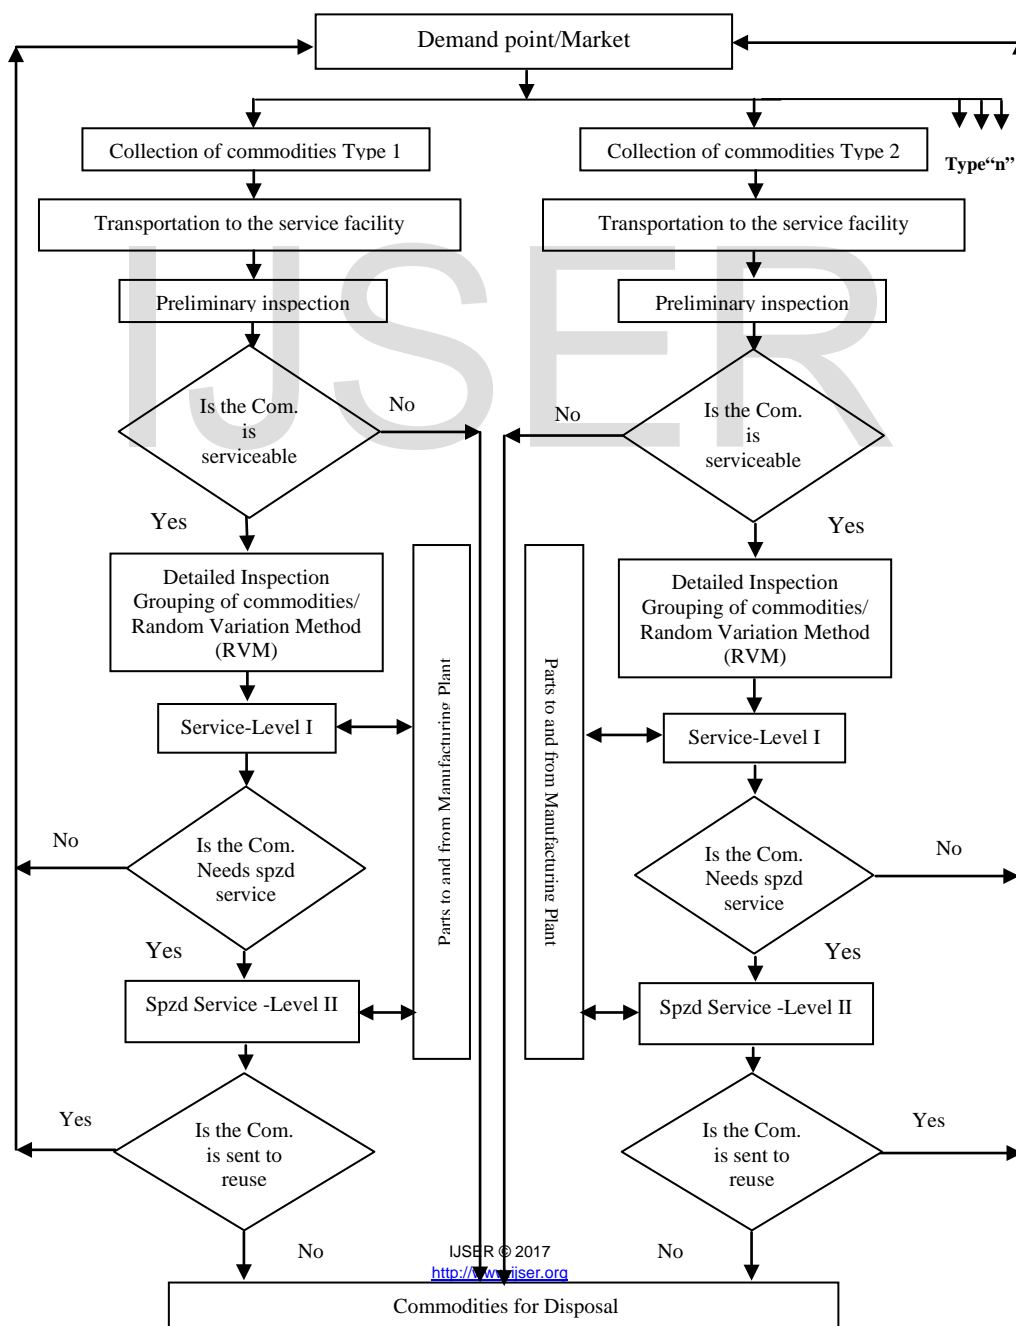 Demand point/Market
Collection of commodities Type 1
Collection of commodities Type 2
Type“n”
Transportation to the service facility
Transportation to the service facility
IJSER
Preliminary inspection
Preliminary inspection
Is the Com.
is
serviceable
No
No
Is the Com.
is
serviceable
Yes
Yes
Detailed Inspection
Grouping of commodities/
Random Variation Method
(RVM)
Parts to and from Manufacturing Plant
Parts to and from Manufacturing Plant
Detailed Inspection
Grouping of commodities/
Random Variation Method
(RVM)
Service-Level I
Service-Level I
No
Is the Com.
Needs spzd
service
Is the Com.
Needs spzd
service
No
Yes
Yes
Spzd Service -Level II
Spzd Service -Level II
Yes
Is the Com.
is sent to
reuse
Is the Com.
is sent to
reuse
Yes
No
No
IJSER © 2017
http://www.ijser.org
Commodities for Disposal